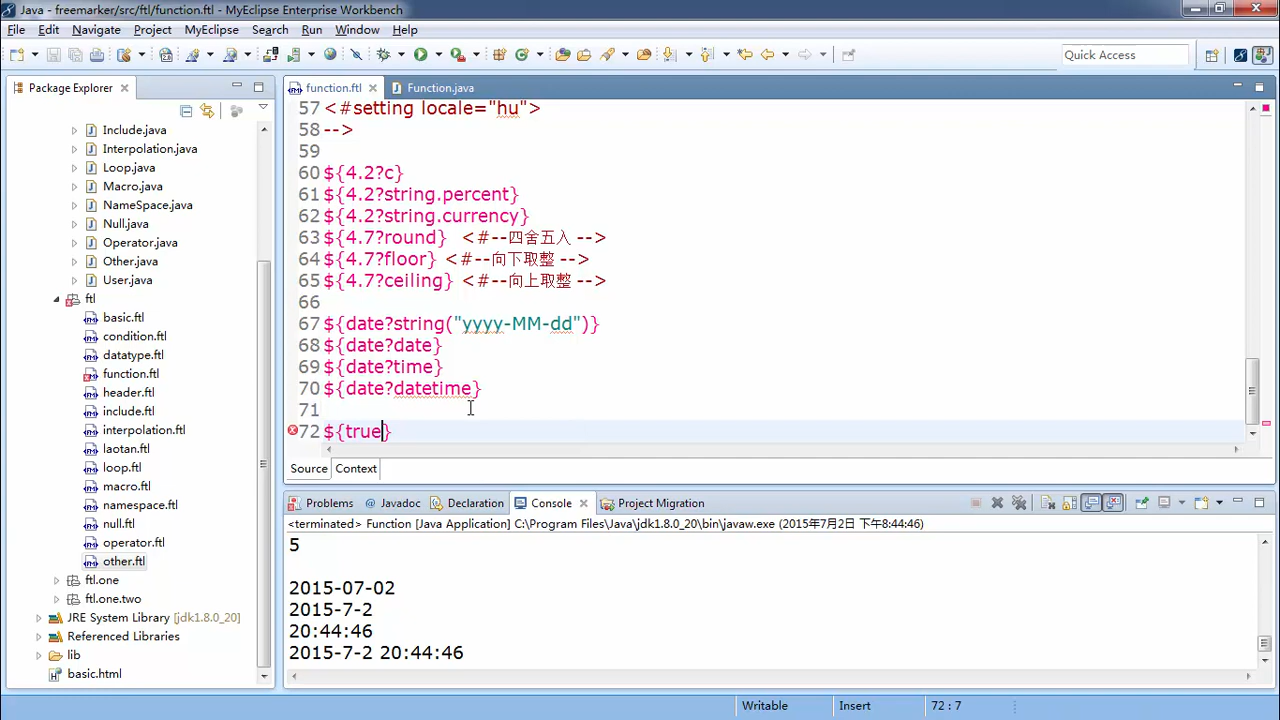 Java - freemarker/src/ftl/function.ftl - MyEclipse Enterprise Workbench
File Edit Navigate Project MyEclipse Search Run Window Help
Quick Access
Package Explorer
Include.java
Interpolation.java
Loop.java
Macro.java
NameSpace.java
Null.java
Operator.java
Other.java
User.java
ftl
basic.ftl
condition.ftl
datatype.ftl
function.ftl
header.ftl
include.ftl
interpolation.ftl
laotan.ftl
loop.ftl
macro.ftl
namespace.ftl
null.ftl
operator.ftl
other.ftl
ftl.one
ftl.one.two
JRE System Library [jdk1.8.0_20]
Referenced Libraries
lib
basic.html
function.ftl Function.java
57 <#setting locale="hu">
58 -->
59
60 ${4.2?c}
61 ${4.2?string.percent}
62 ${4.2?string.currency}
63 ${4.7?round} <#--四舍五入 -->
64 ${4.7?floor} <#--向下取整 -->
65 ${4.7?ceiling} <#--向上取整 -->
66
67 ${date?string("yyyy-MM-dd")}
68 ${date?date}
69 ${date?time}
70 ${date?datetime}
71
72 ${true}
Source Context
Problems @ Javadoc Declaration Console Project Migration
<terminated> Function [Java Application] C:\Program Files\Java\jdk1.8.0_20\bin\javaw.exe (2015年7月2日 下午8:44:46)
5
2015-07-02
2015-7-2
20:44:46
2015-7-2 20:44:46
Writable Insert 72 : 7